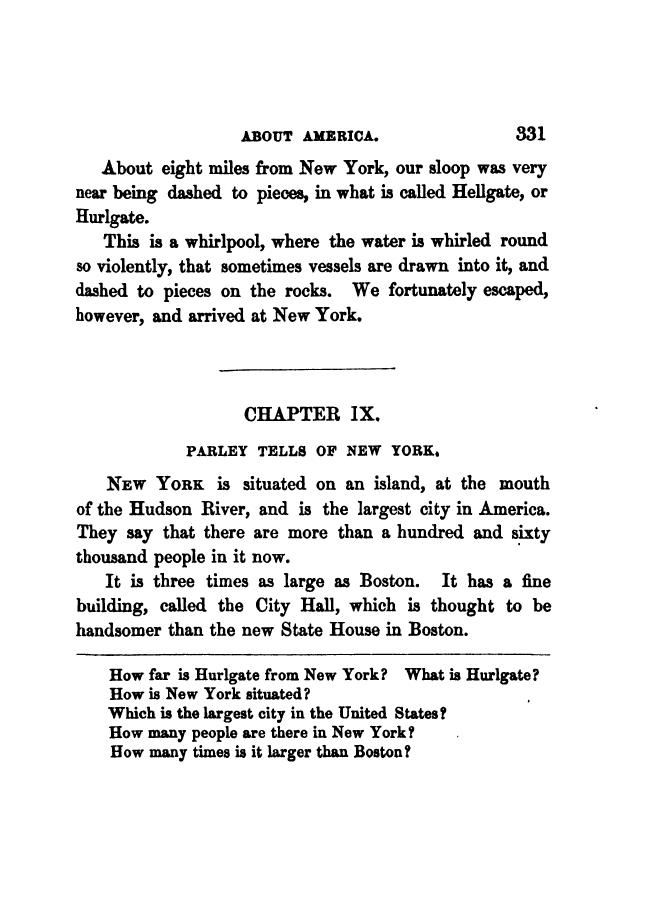 ABOUT AMERICA. 331
About eight miles from New York, our sloop was very
near being dashed to pieces, in what is called Hellgate, or
Hurlgate.
This is a whirlpool, where the water is whirled round
so violently, that sometimes vessels are drawn into it, and
dashed to pieces on the rocks. We fortunately escaped,
however, and arrived at New York.
CHAPTER IX.
PARLEY TELLS OF NEW YORK.
NEW YORK is situated on an island, at the mouth
of the Hudson River, and is the largest city in America.
They say that there are more than a hundred and sixty
thousand people in it now.
It is three times as large as Boston. It has a fine
building, called the City Hall, which is thought to be
handsomer than the new State House in Boston.
How far is Hurlgate from New York? What is Hurlgate?
How is New York situated?
Which is the largest city in the United States?
How many people are there in New York?
How many times is it larger than Boston?